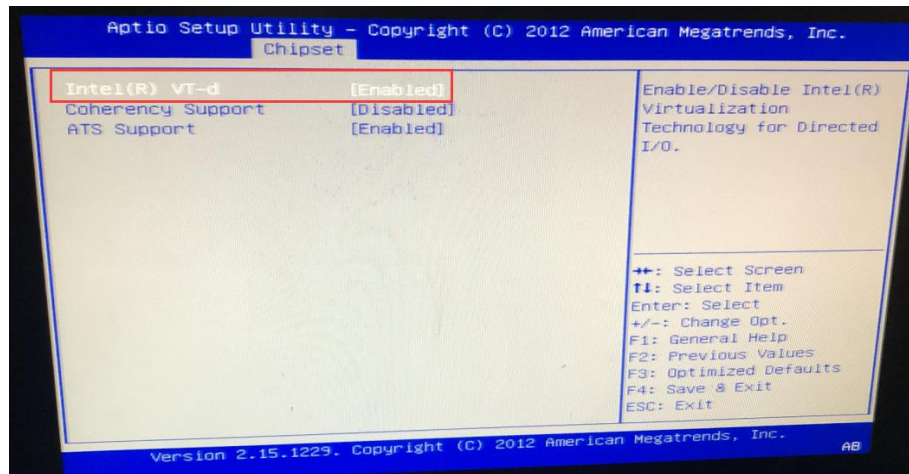 Aptio Setup Utility – Copyright (C) 2012 American Megatrends, Inc.
Chipset
Intel(R) VT-d [Enabled]
Coherency Support [Disabled]
ATS Support [Enabled]
Enable/Disable Intel(R)
Virtualization
Technology for Directed
I/O.
→←: Select Screen
↑↓: Select Item
Enter: Select
+/-: Change Opt.
F1: General Help
F2: Previous Values
F3: Optimized Defaults
F4: Save & Exit
ESC: Exit
Version 2.15.1229. Copyright (C) 2012 American Megatrends, Inc.
AB